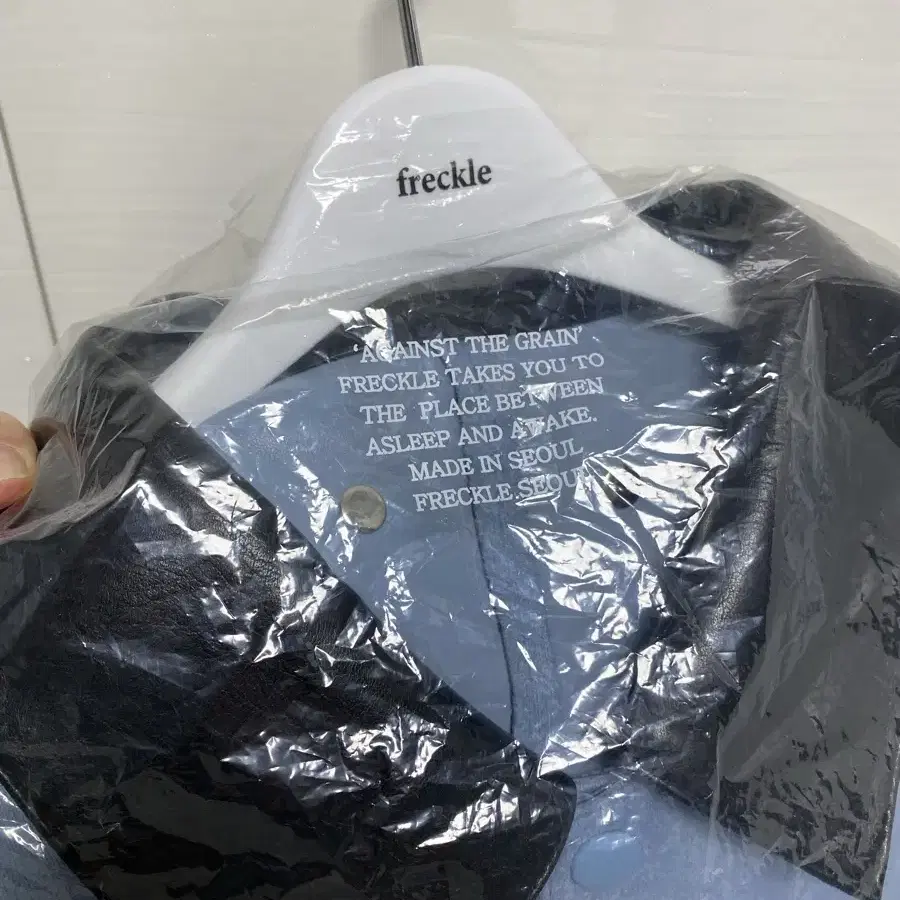 freckle
‘AGAINST THE GRAIN’
FRECKLE TAKES YOU TO
THE PLACE BETWEEN
ASLEEP AND AWAKE.
MADE IN SEOUL
FRECKLE.SEOUL